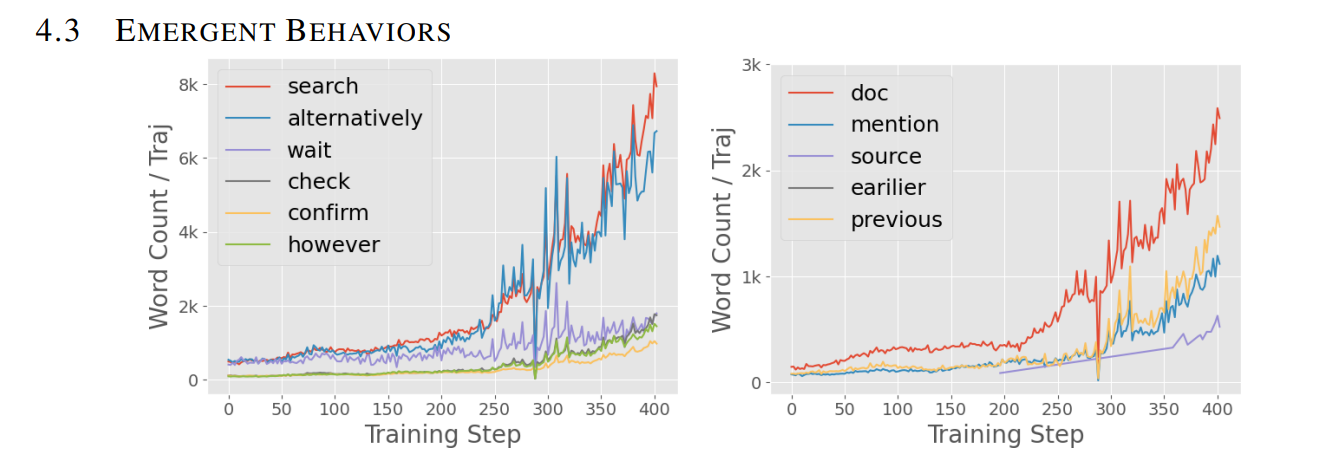 4.3 EMERGENT BEHAVIORS
8k
6k
4k
2k
0
Word Count / Traj
search
alternatively
wait
check
confirm
however
0 50 100 150 200 250 300 350 400
Training Step
3k
2k
1k
0
Word Count / Traj
doc
mention
source
earilier
previous
0 50 100 150 200 250 300 350 400
Training Step